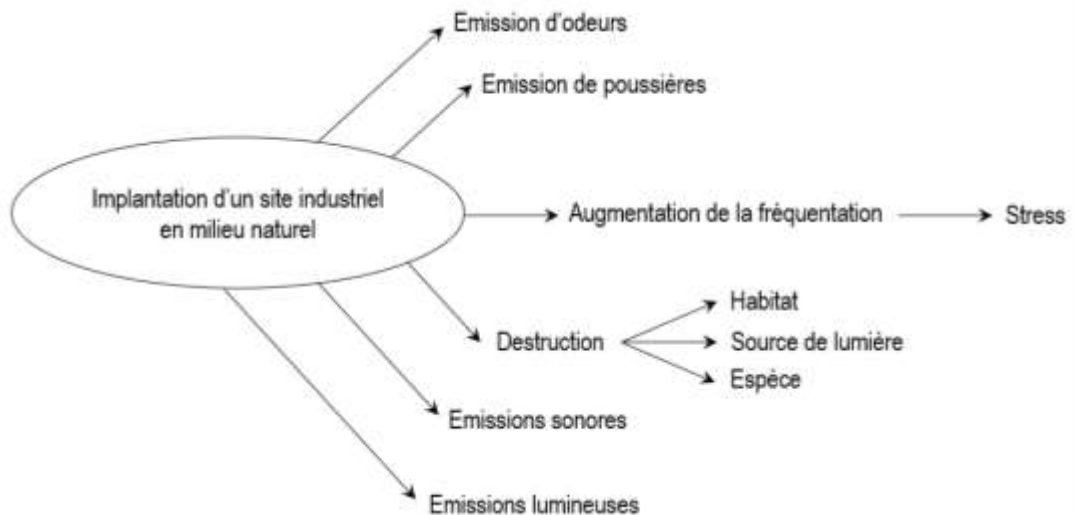 Emission d'odeurs
Emission de poussières
Implantation d'un site industriel
en milieu naturel
Augmentation de la fréquentation
Stress
Destruction
Habitat
Source de lumière
Espèce
Emissions sonores
Emissions lumineuses